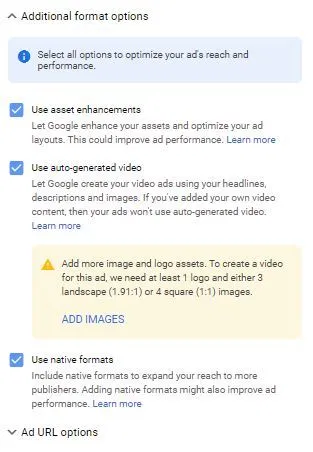 Additional format options
Select all options to optimize your ad's reach and
performance.
Use asset enhancements
Let Google enhance your assets and optimize your ad
layouts. This could improve ad performance. Learn more
Use auto-generated video
Let Google create your video ads using your headlines,
descriptions and images. If you've added your own video
content, then your ads won't use auto-generated video.
Learn more
Add more image and logo assets. To create a video
for this ad, we need at least 1 logo and either 3
landscape (1.91:1) or 4 square (1:1) images.
ADD IMAGES
Use native formats
Include native formats to expand your reach to more
publishers. Adding native formats might also improve ad
performance. Learn more
Ad URL options